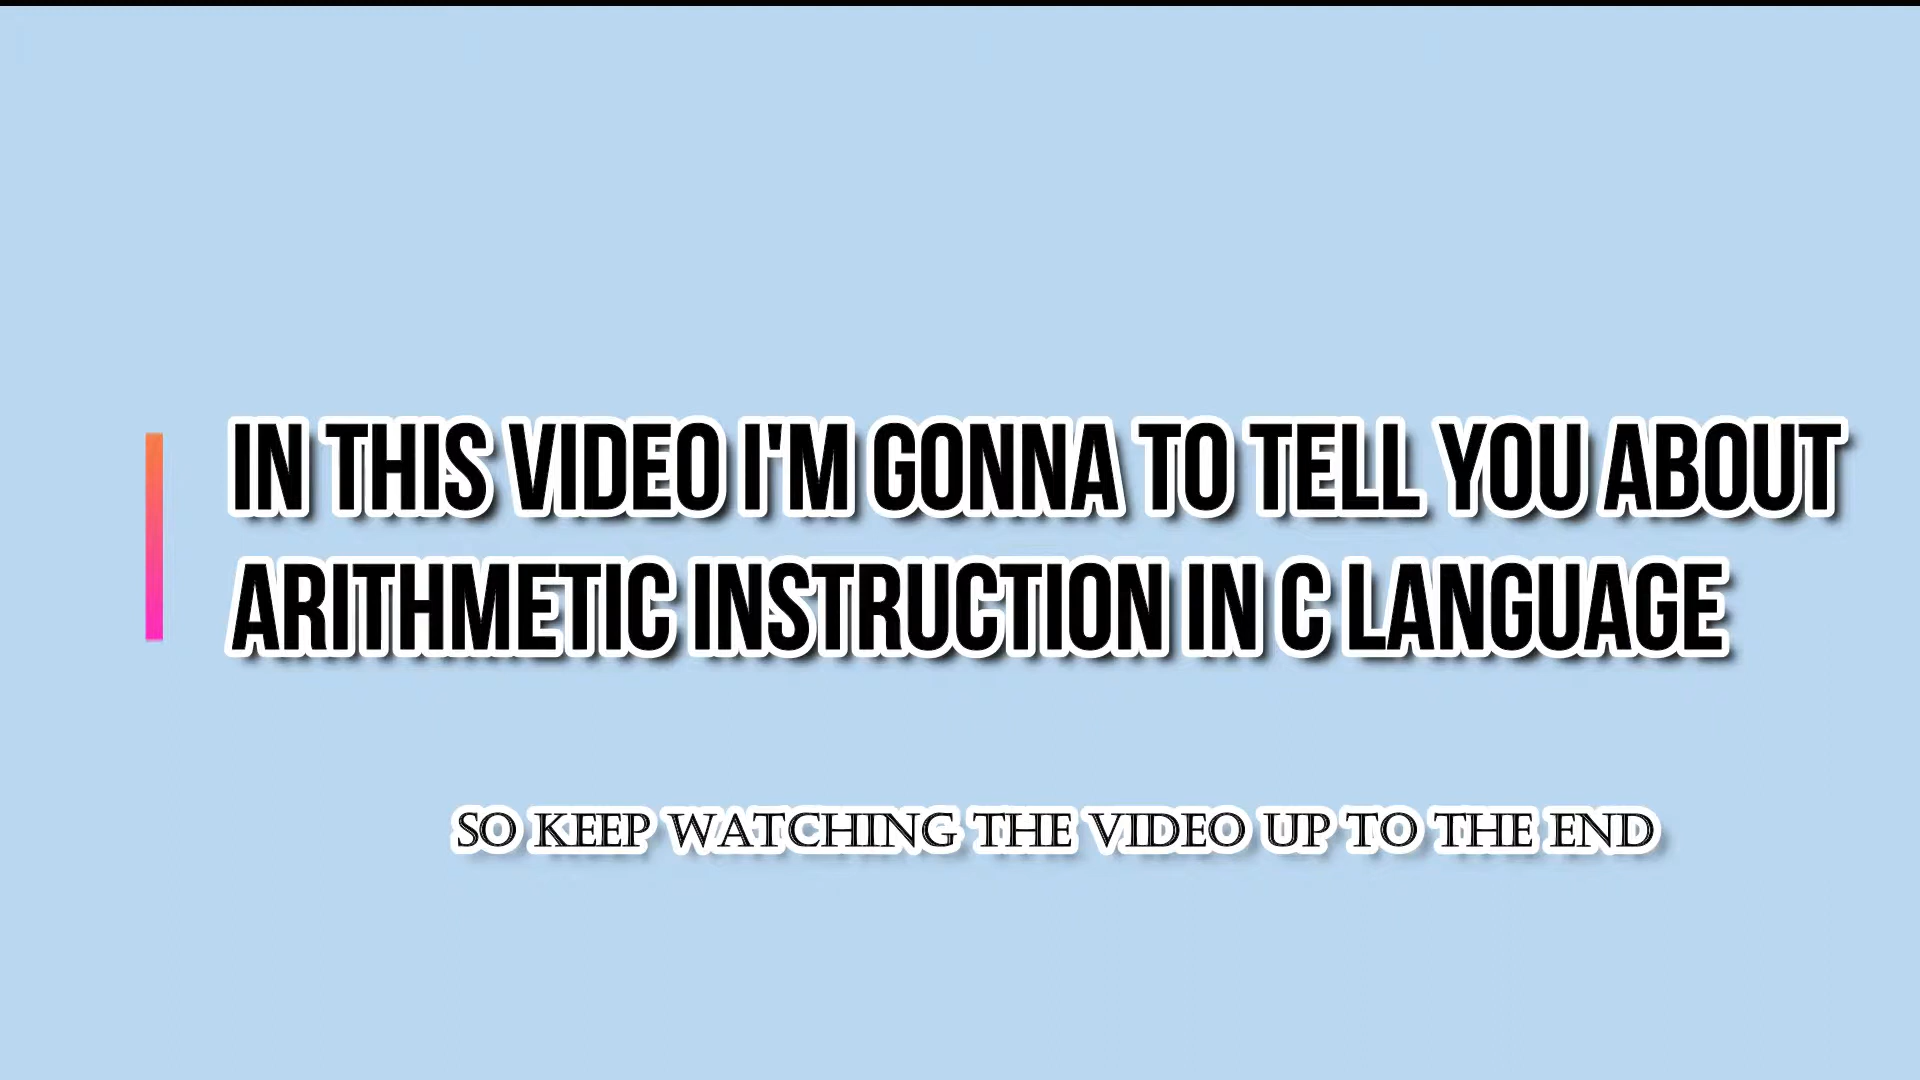 IN THIS VIDEO I'M GONNA TO TELL YOU ABOUT
ARITHMETIC INSTRUCTION IN C LANGUAGE
SO KEEP WATCHING THE VIDEO UP TO THE END